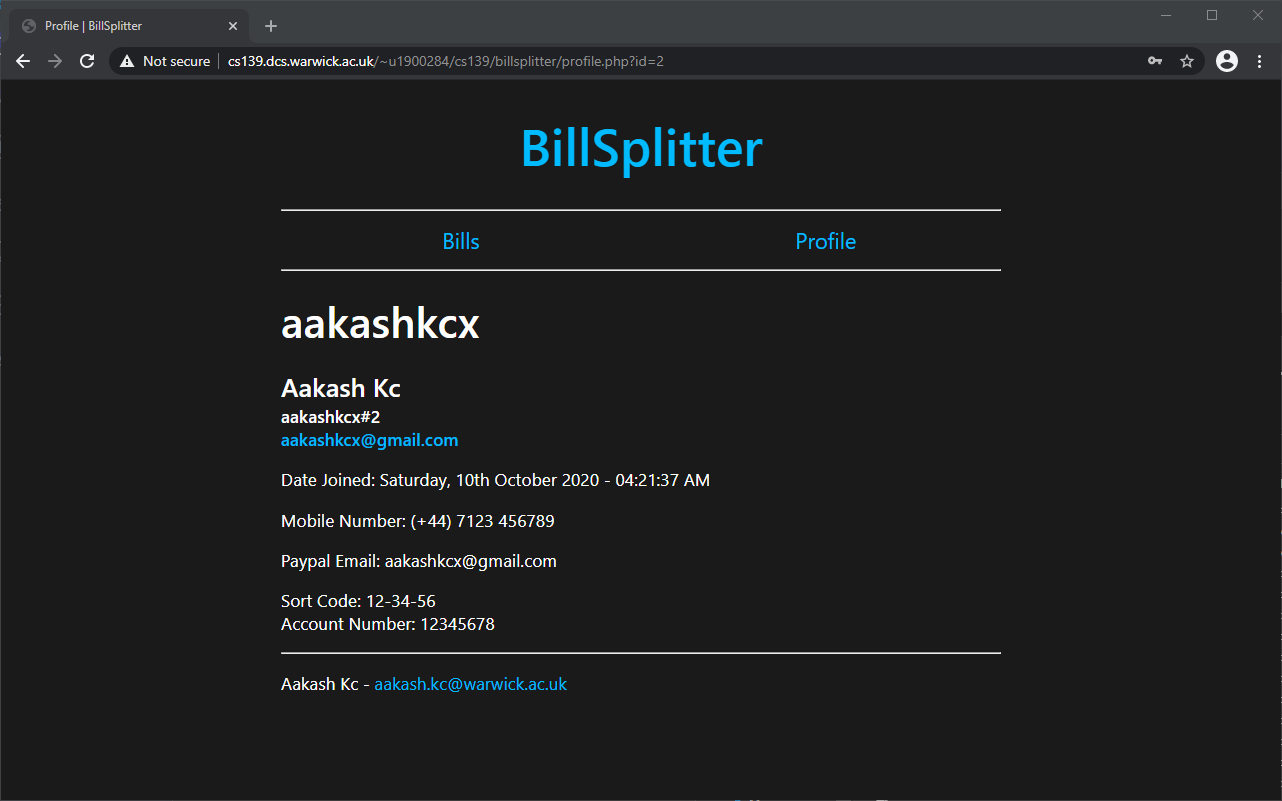 Profile | BillSplitter
Not secure | cs139.dcs.warwick.ac.uk/~u1900284/cs139/billsplitter/profile.php?id=2
BillSplitter
Bills Profile
aakashkcx
Aakash Kc
aakashkcx#2
aakashkcx@gmail.com
Date Joined: Saturday, 10th October 2020 - 04:21:37 AM
Mobile Number: (+44) 7123 456789
Paypal Email: aakashkcx@gmail.com
Sort Code: 12-34-56
Account Number: 12345678
Aakash Kc - aakash.kc@warwick.ac.uk